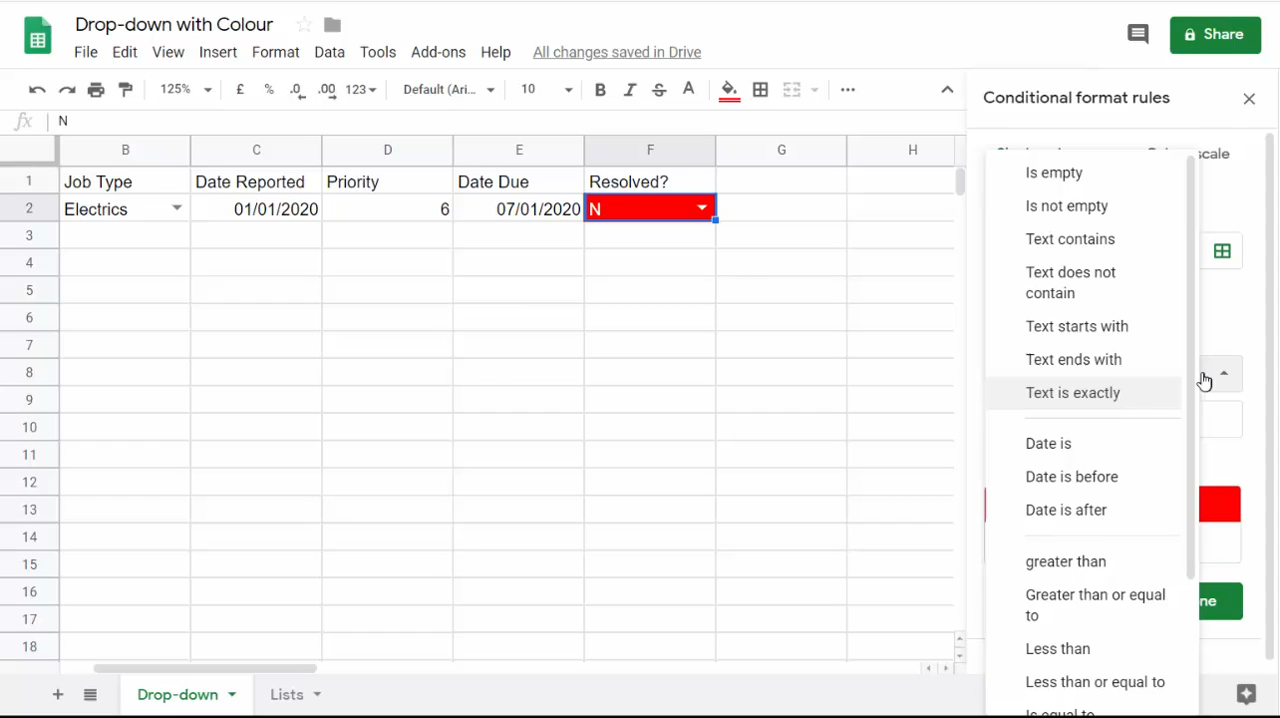 Drop-down with Colour
File Edit View Insert Format Data Tools Add-ons Help All changes saved in Drive
Share
125% £ % .0 .00 123 Default (Ari... 10 B I S A
fx N
Conditional format rules
scale
B C D E F G H
1 Job Type Date Reported Priority Date Due Resolved?
2 Electrics 01/01/2020 6 07/01/2020 N
3
4
5
6
7
8
9
10
11
12
13
14
15
16
17
18
Is empty
Is not empty
Text contains
Text does not
contain
Text starts with
Text ends with
Text is exactly
Date is
Date is before
Date is after
greater than
Greater than or equal
to
Less than
Less than or equal to
Is equal to
ne
Drop-down Lists